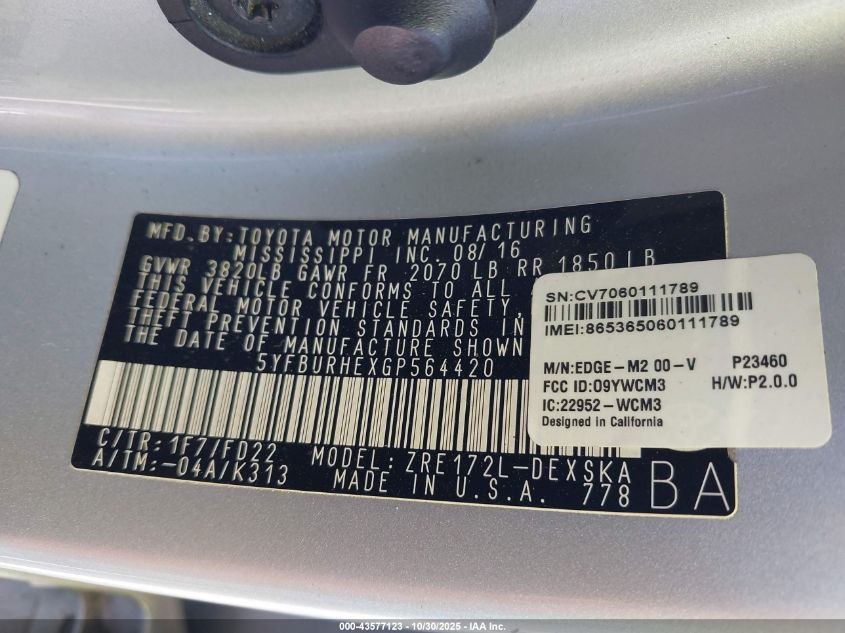 MFD. BY: TOYOTA MOTOR MANUFACTURING
MISSISSIPPI INC. 08/16
GVWR 3820LB GAWR FR 2070 LB RR 1850 LB
THIS VEHICLE CONFORMS TO ALL
FEDERAL MOTOR VEHICLE SAFETY,
THEFT PREVENTION STANDARDS IN
THE DATE OF MANUFACTURE SHOWN
THE DATE OF MANUFACTURE
5YFBURHEXGP564420
C/TR: 1F7/FD22 MODEL: ZRE172L-DEXSKA
A/TM: -04A/K313 MADE IN U.S.A. 778 BA
SN:CV7060111789
IMEI:865365060111789
M/N:EDGE-M2 00-V P23460
FCC ID:O9YWCM3 H/W:P2.0.0
IC:22952-WCM3
Designed in California
000-43577123 - 10/30/2025 - IAA Inc.